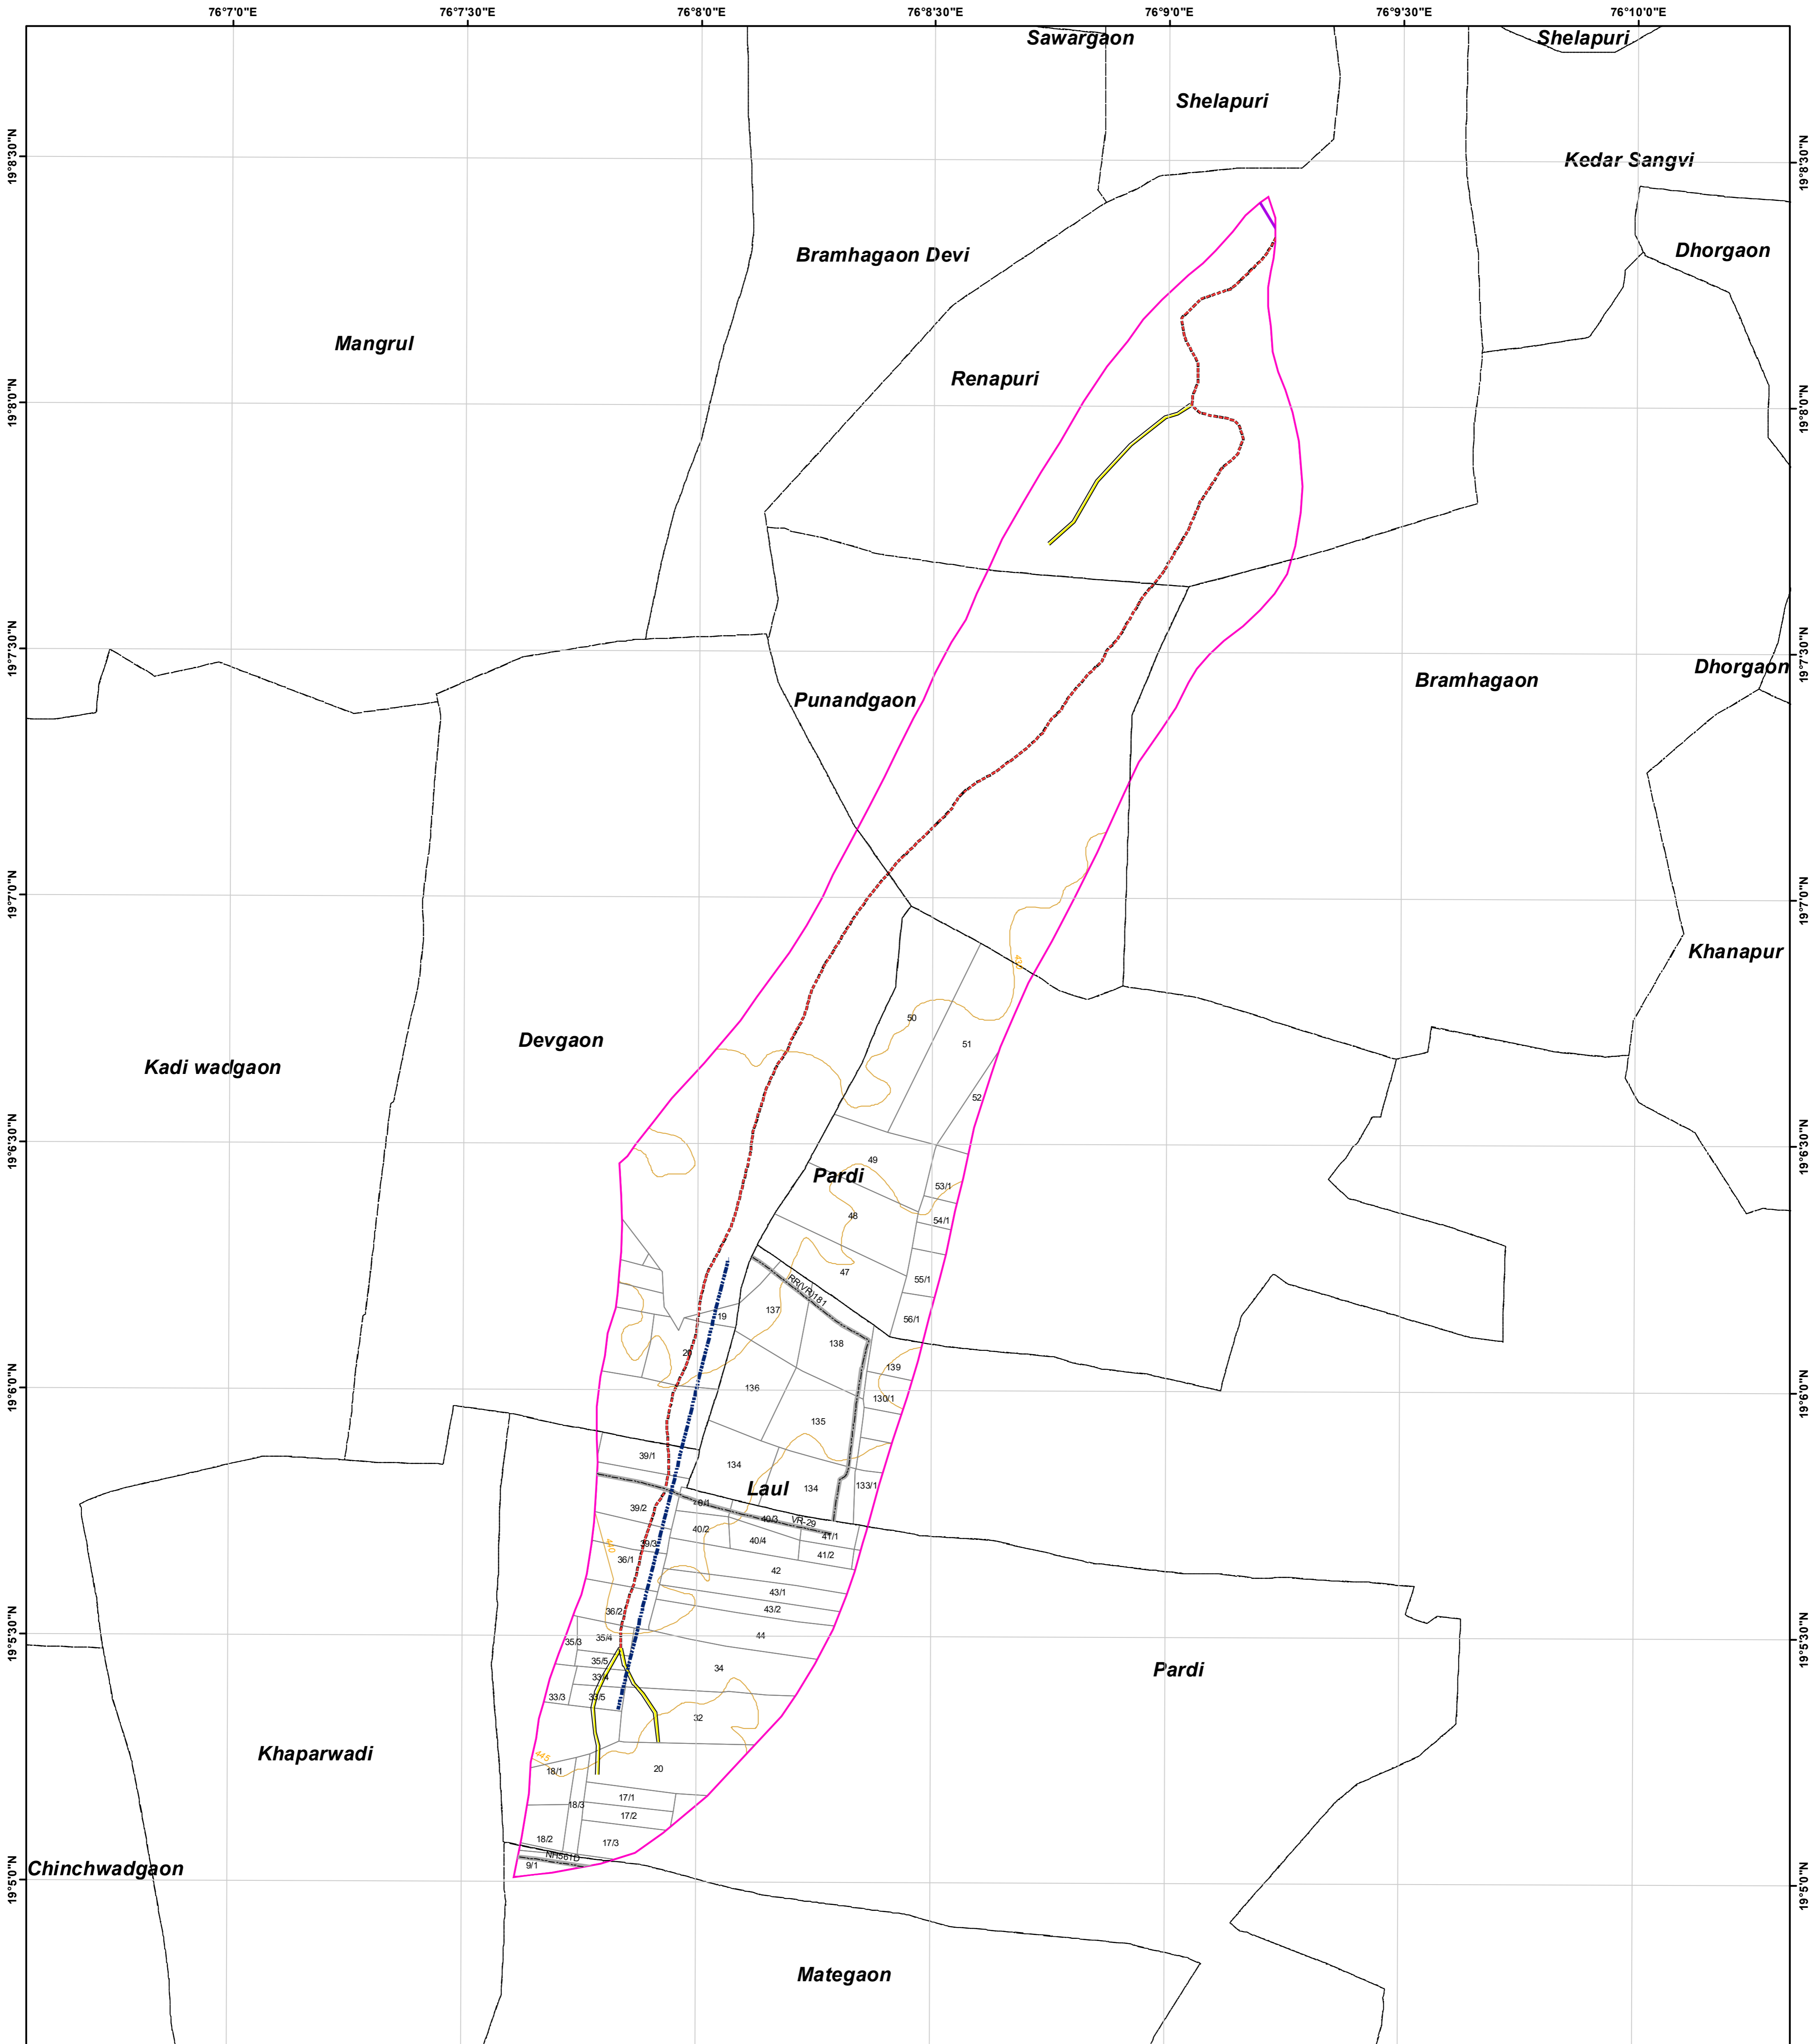 76°7'0"E 76°7'30"E 76°8'0"E 76°8'30"E 76°9'0"E 76°9'30"E 76°10'0"E
Sawargaon
Shelapuri
Shelapuri
19°8'30"N
19°8'30"N
Kedar Sangvi
Bramhagaon Devi
Dhorgaon
Mangrul
Renapuri
19°8'0"N
19°8'0"N
19°7'30"N
19°7'30"N
Dhorgaon
Bramhagaon
Punandgaon
19°7'0"N
19°7'0"N
Khanapur
50
51
Devgaon
Kadi wadgaon
52
19°6'30"N
19°6'30"N
49
Pardi
53/1
48
54/1
47
55/1
RR(VR)181
137
19
56/1
138
20
139
136
130/1
19°6'0"N
19°6'0"N
135
39/1
134
133/1
Laul
134
39/2
40/3
VR-29
40/2
41/1
40/4
39/3
41/2
440
36/1
42
43/1
43/2
36/2
19°5'30"N
19°5'30"N
35/4
44
35/3
35/5
34
Pardi
33/4
33/3
33/5
32
Khaparwadi
445
18/1
20
17/1
18/3
17/2
18/2
17/3
NH561D
9/1
Chinchwadgaon
19°5'0"N
19°5'0"N
Mategaon